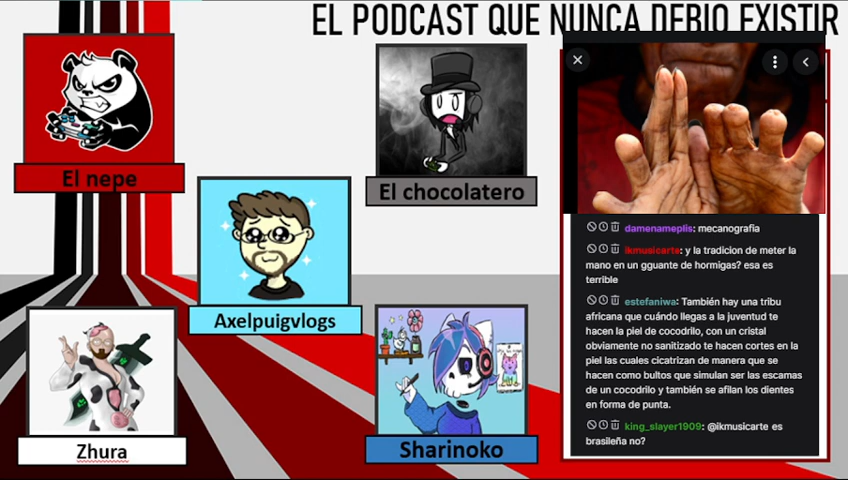 EL PODCAST QUE NUNCA DEBIO EXISTIR
El nepe
El chocolatero
Axelpuigvlogs
Zhura
Sharinoko
damenameplis: mecanografia
ikmusicarte: y la tradicion de meter la
mano en un gguante de hormigas? esa es
terrible
estefaniwa: También hay una tribu
africana que cuándo llegas a la juventud te
hacen la piel de cocodrilo, con un cristal
obviamente no sanitizado te hacen cortes en la
piel las cuales cicatrizan de manera que se
hacen como bultos que simulan ser las escamas
de un cocodrilo y también se afilan los dientes
en forma de punta.
king_slayer1909: @ikmusicarte es
brasileña no?